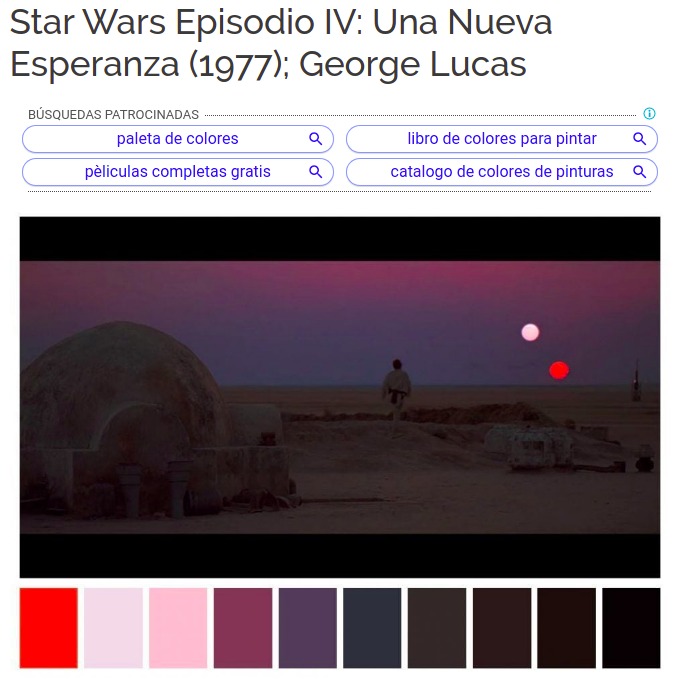 Star Wars Episodio IV: Una Nueva
Esperanza (1977); George Lucas
BÚSQUEDAS PATROCINADAS
paleta de colores
libro de colores para pintar
pèliculas completas gratis
catalogo de colores de pinturas